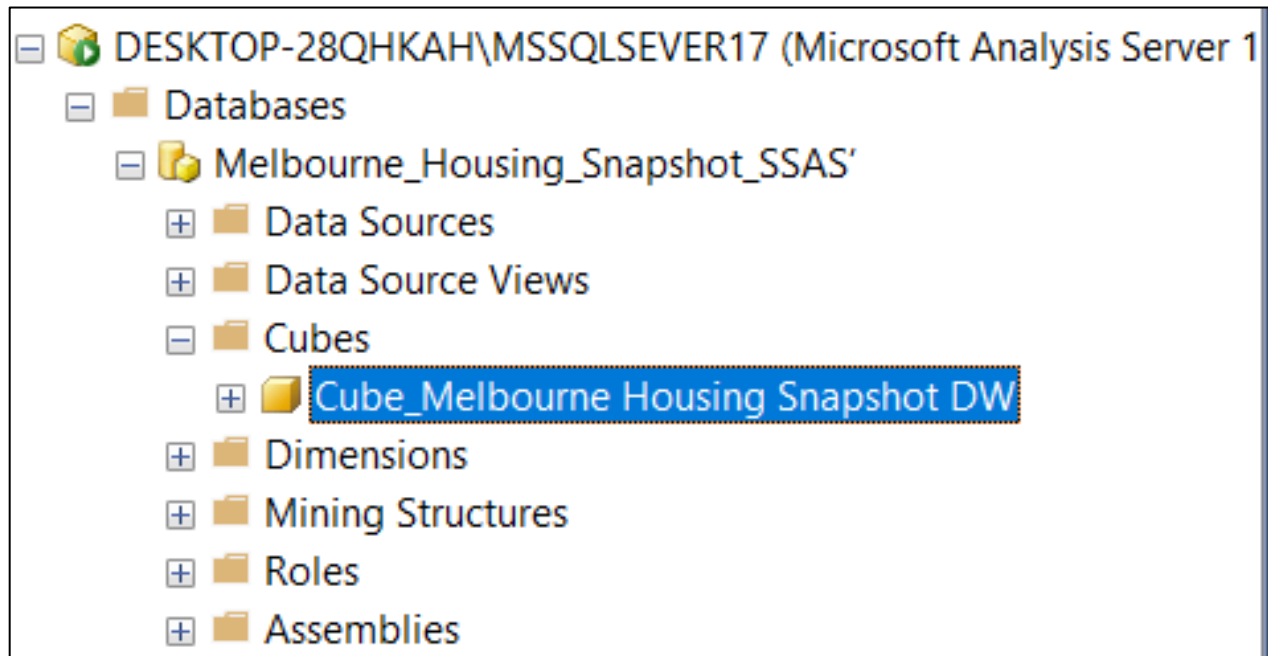 DESKTOP-28QHKAH\MSSQLSEVER17 (Microsoft Analysis Server 1
Databases
Melbourne_Housing_Snapshot_SSAS’
Data Sources
Data Source Views
Cubes
Cube_Melbourne Housing Snapshot DW
Dimensions
Mining Structures
Roles
Assemblies